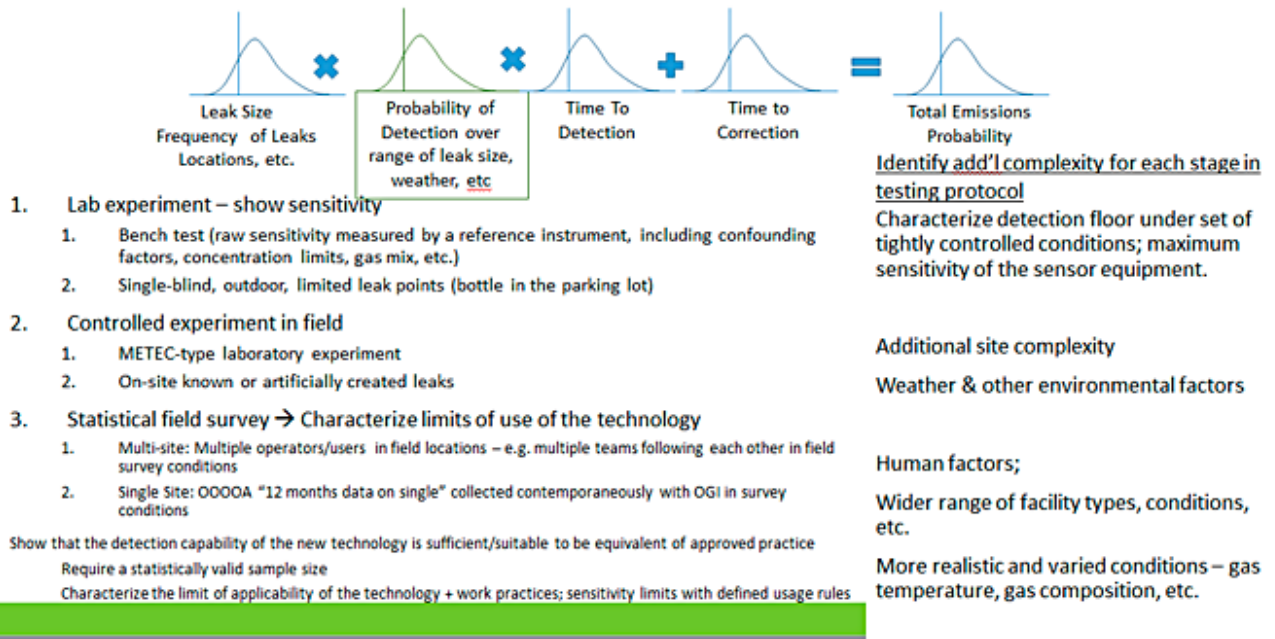 Leak Size
Frequency of Leaks
Locations, etc.
Probability of
Detection over
range of leak size,
weather, etc
Time To
Detection
Time to
Correction
Total Emissions
Probability
Identify add’l complexity for each stage in
testing protocol
1. Lab experiment – show sensitivity
1. Bench test (raw sensitivity measured by a reference instrument, including confounding
factors, concentration limits, gas mix, etc.)
2. Single-blind, outdoor, limited leak points (bottle in the parking lot)
Characterize detection floor under set of
tightly controlled conditions; maximum
sensitivity of the sensor equipment.
2. Controlled experiment in field
1. METEC-type laboratory experiment
2. On-site known or artificially created leaks
Additional site complexity
Weather & other environmental factors
3. Statistical field survey → Characterize limits of use of the technology
1. Multi-site: Multiple operators/users in field locations – e.g. multiple teams following each other in field
survey conditions
2. Single Site: OOOOA “12 months data on single” collected contemporaneously with OGI in survey
conditions
Human factors;
Wider range of facility types, conditions,
etc.
More realistic and varied conditions – gas
temperature, gas composition, etc.
Show that the detection capability of the new technology is sufficient/suitable to be equivalent of approved practice
Require a statistically valid sample size
Characterize the limit of applicability of the technology + work practices; sensitivity limits with defined usage rules